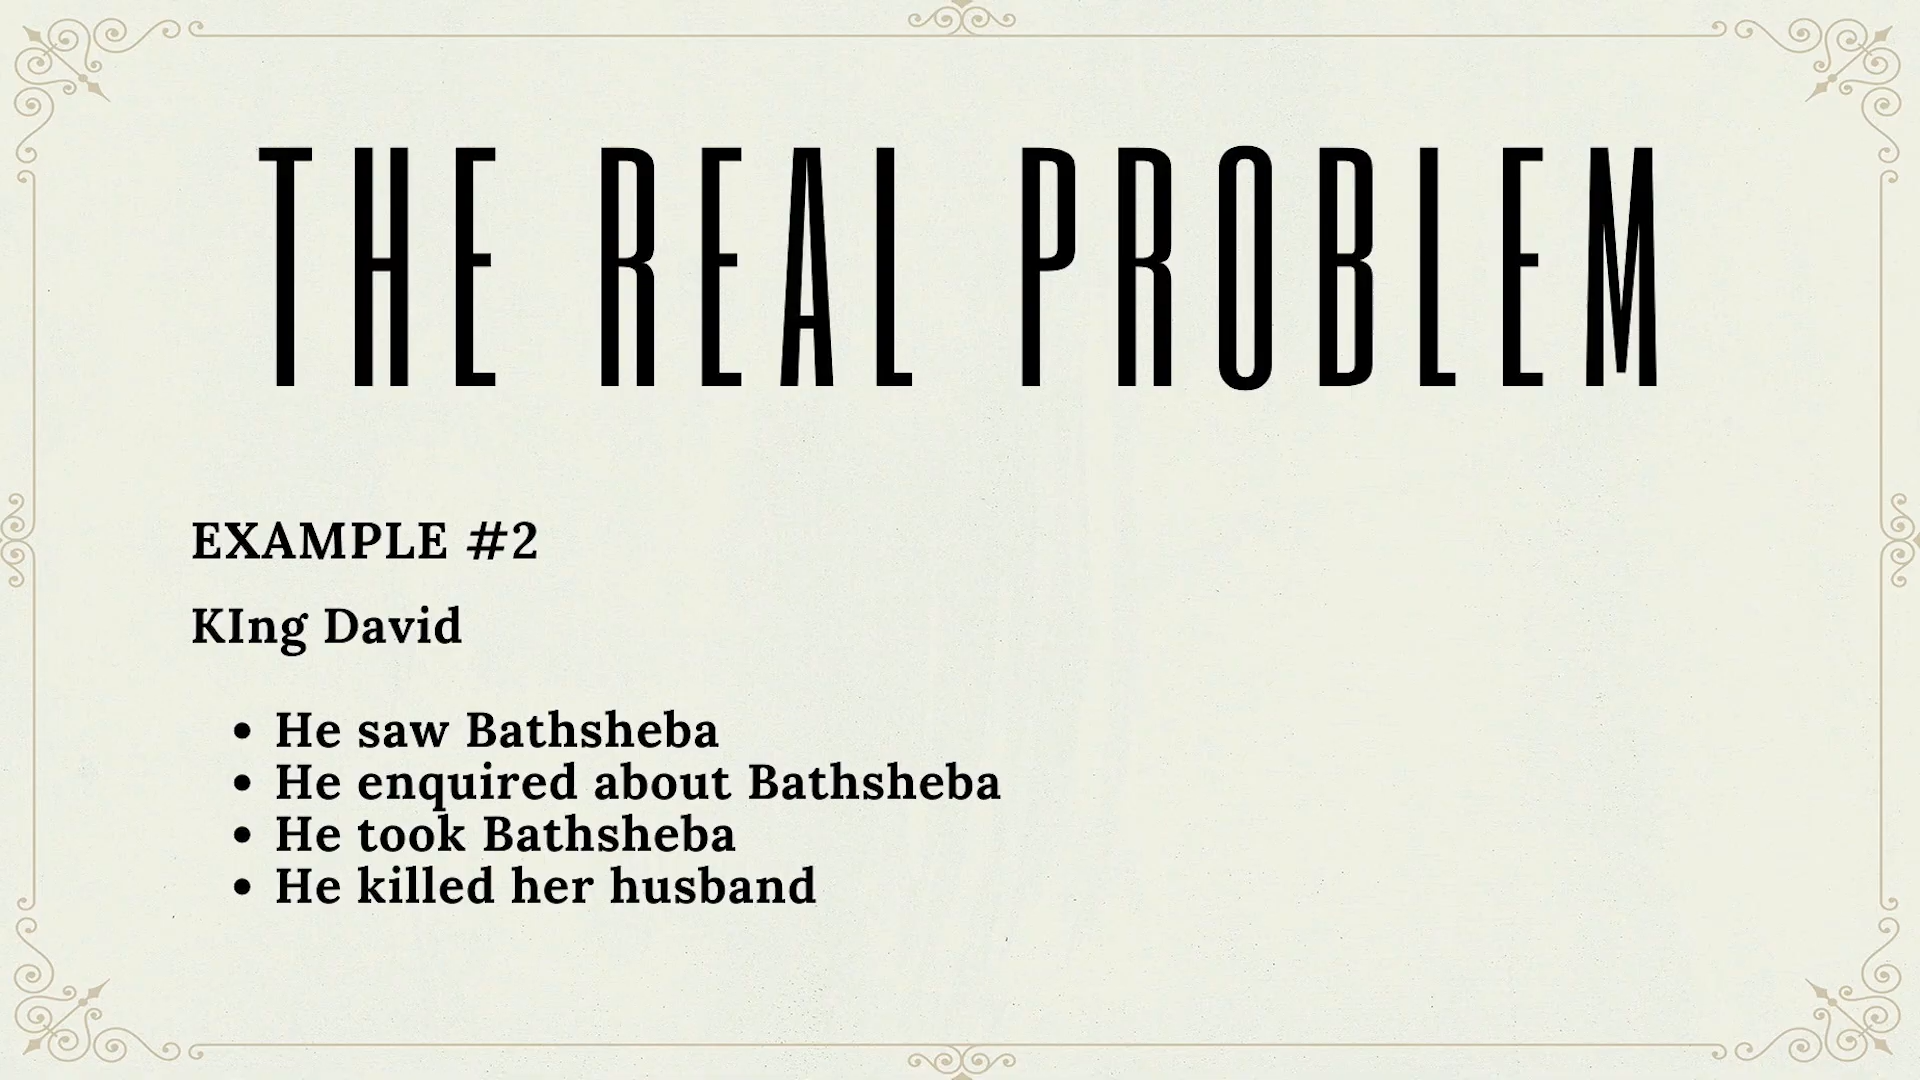 THE REAL PROBLEM
EXAMPLE #2
KIng David
• He saw Bathsheba
• He enquired about Bathsheba
• He took Bathsheba
• He killed her husband